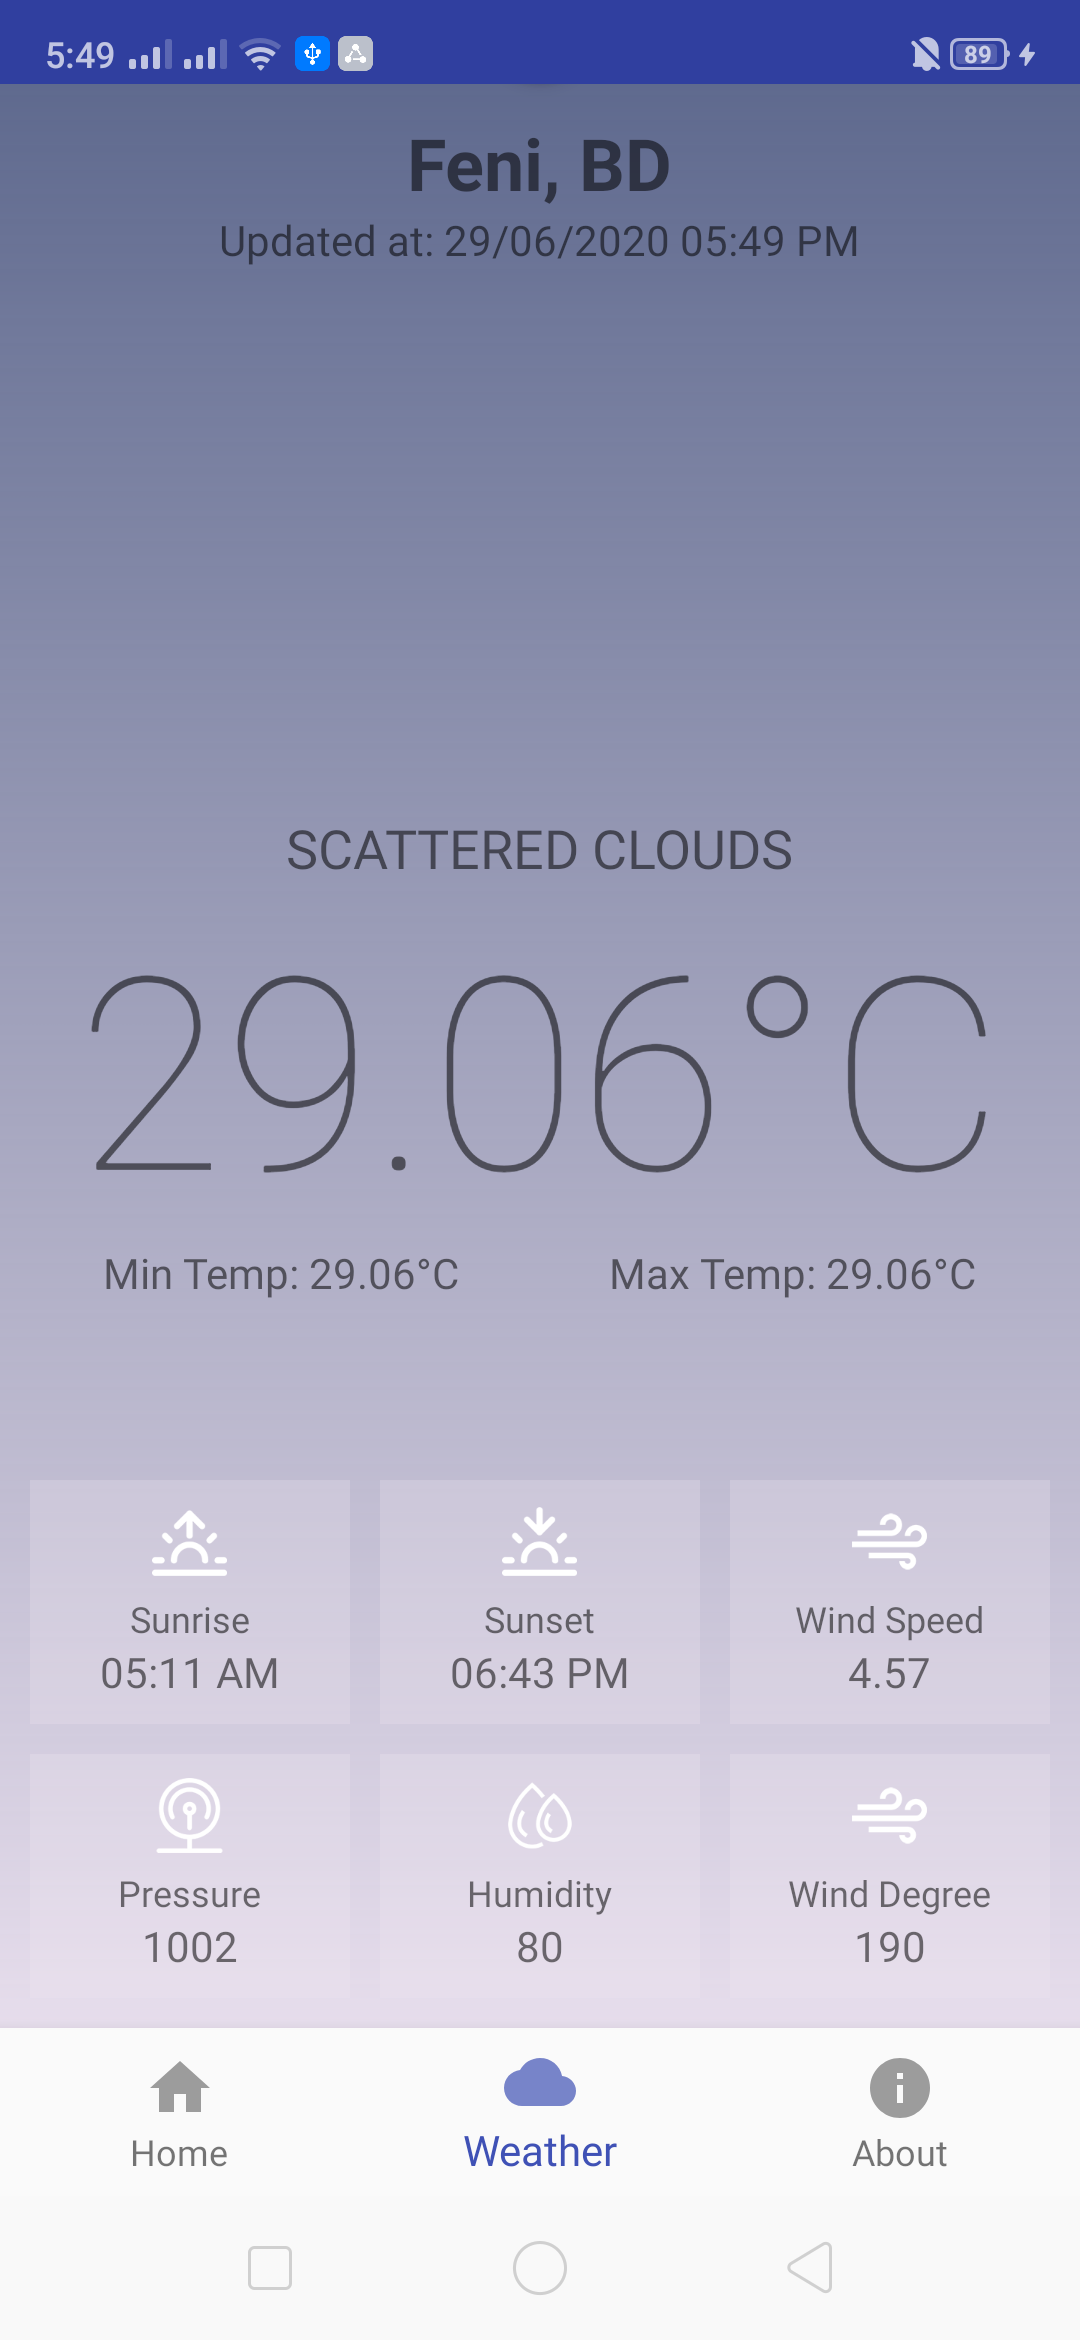 5:49
89
Feni, BD
Updated at: 29/06/2020 05:49 PM
SCATTERED CLOUDS
29.06°C
Min Temp: 29.06°C
Max Temp: 29.06°C
Sunrise
05:11 AM
Sunset
06:43 PM
Wind Speed
4.57
Pressure
1002
Humidity
80
Wind Degree
190
Home
Weather
About